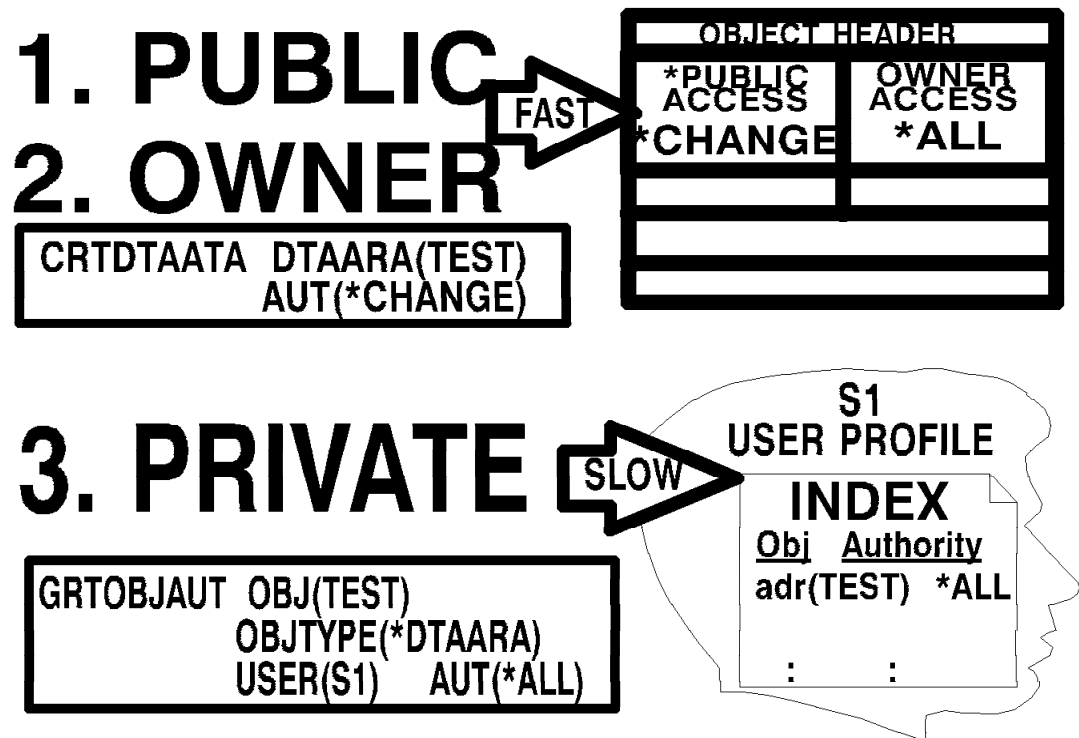 1. PUBLIC
2. OWNER
FAST
OBJECT HEADER
*PUBLIC ACCESS
*CHANGE
OWNER ACCESS
*ALL
CRTDTAATA DTAARA(TEST)
AUT(*CHANGE)
3. PRIVATE
SLOW
S1
USER PROFILE
INDEX
Obj Authority
adr(TEST) *ALL
: :
GRTOBJAUT OBJ(TEST)
OBJTYPE(*DTAARA)
USER(S1) AUT(*ALL)